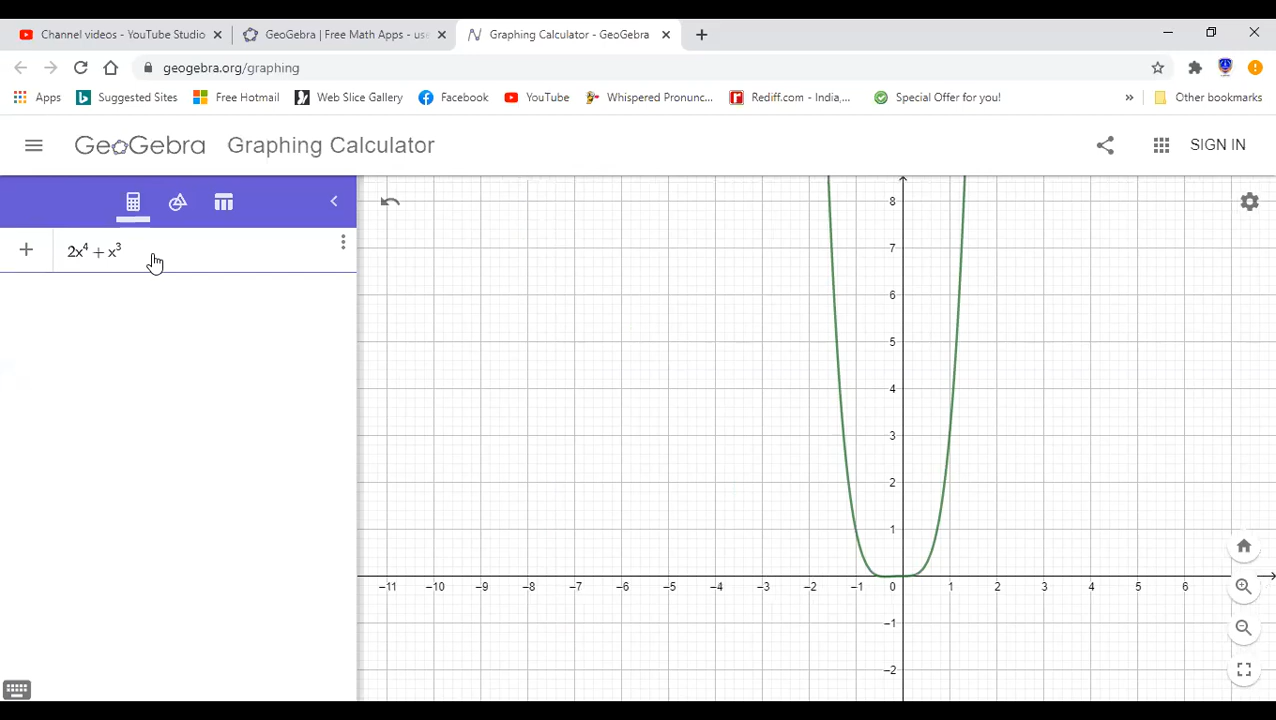 Channel videos - YouTube Studio
GeoGebra | Free Math Apps - use
Graphing Calculator - GeoGebra
geogebra.org/graphing
Apps
Suggested Sites
Free Hotmail
Web Slice Gallery
Facebook
YouTube
Whispered Pronunc...
Rediff.com - India,...
Special Offer for you!
»
Other bookmarks
GeoGebra Graphing Calculator
SIGN IN
2x⁴ + x³
8
7
6
5
4
3
2
1
−11 −10 −9 −8 −7 −6 −5 −4 −3 −2 −1 0 1 2 3 4 5 6
−1
−2